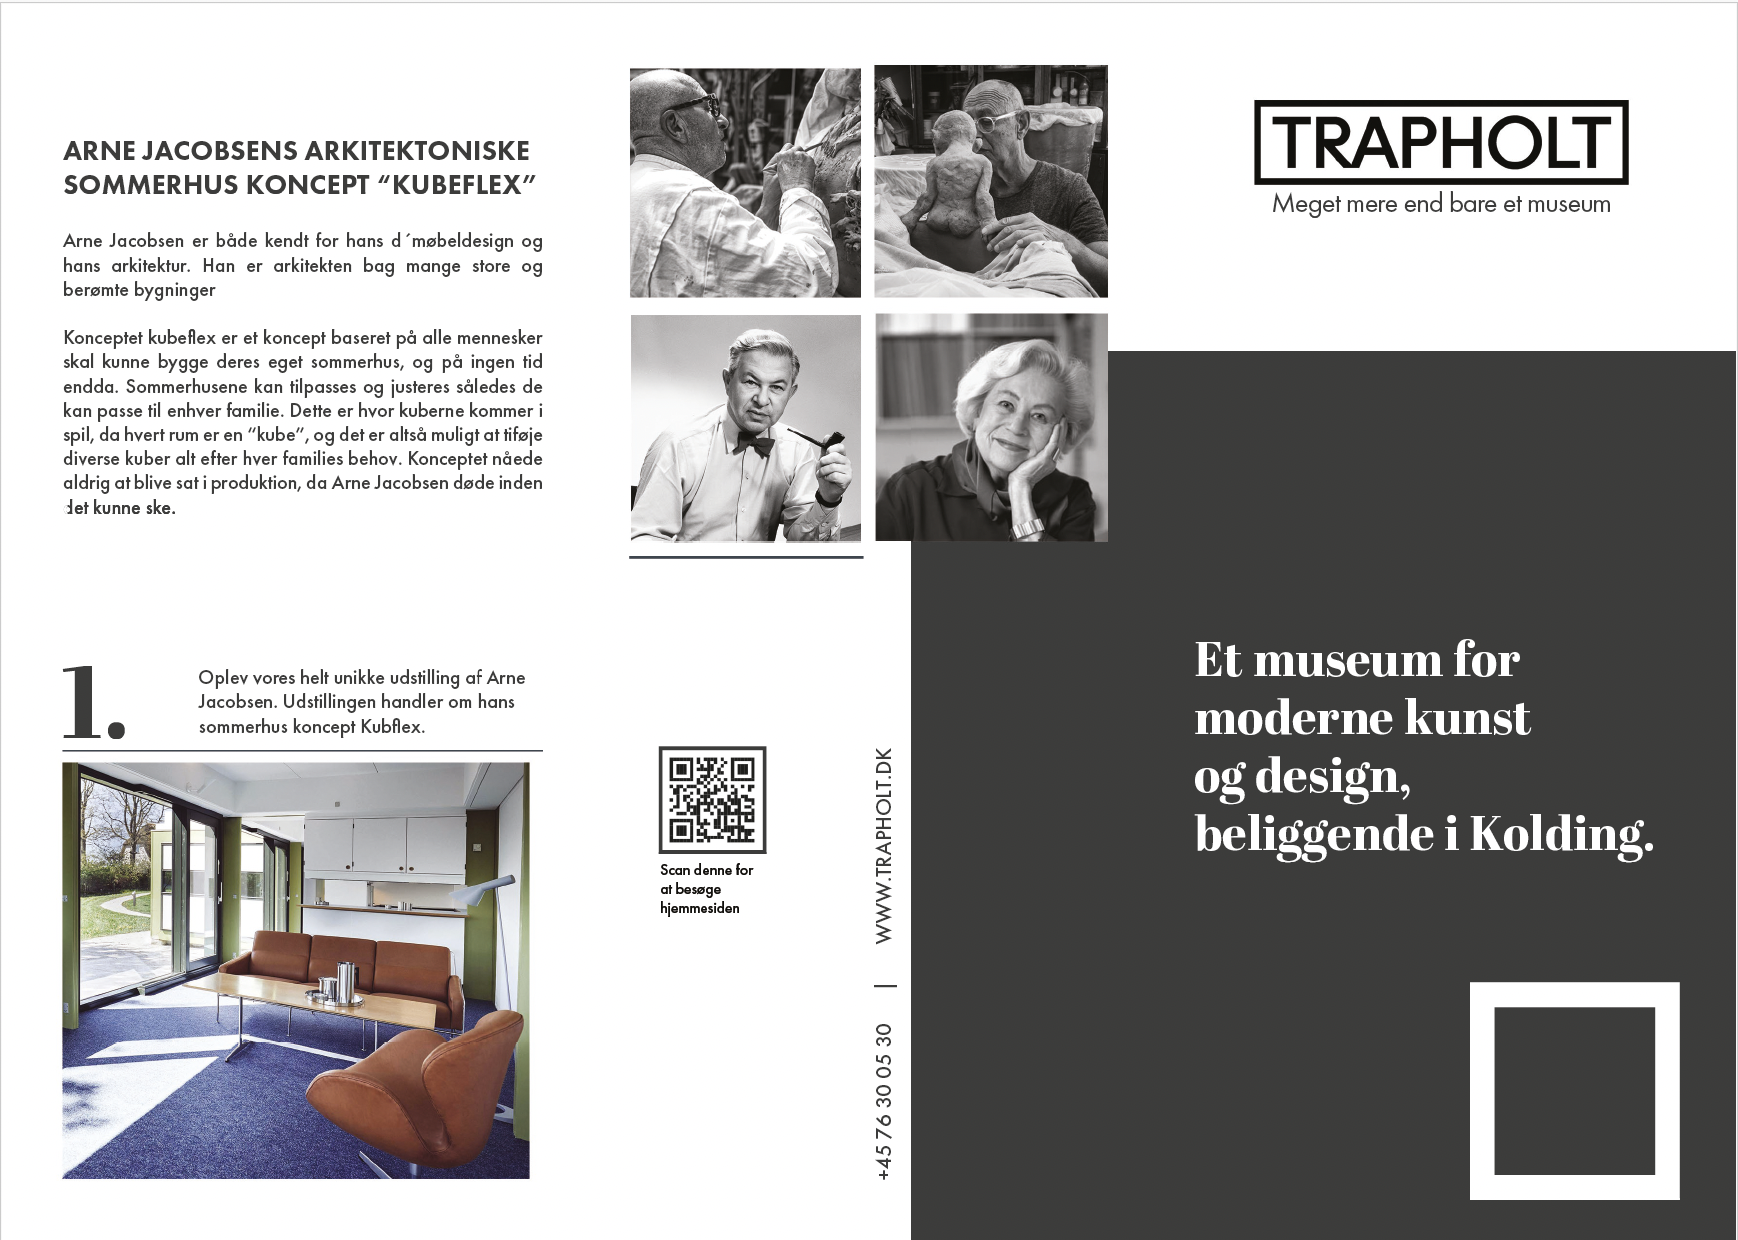 ARNE JACOBSENS ARKITEKTONISKE
SOMMERHUS KONCEPT “KUBEFLEX”
Arne Jacobsen er både kendt for hans d´møbeldesign og
hans arkitektur. Han er arkitekten bag mange store og
berømte bygninger
Konceptet kubeflex er et koncept baseret på alle mennesker
skal kunne bygge deres eget sommerhus, og på ingen tid
endda. Sommerhusene kan tilpasses og justeres således de
kan passe til enhver familie. Dette er hvor kuberne kommer i
spil, da hvert rum er en “kube”, og det er altså muligt at tiføje
diverse kuber alt efter hver families behov. Konceptet nåede
aldrig at blive sat i produktion, da Arne Jacobsen døde inden
det kunne ske.
1.
Oplev vores helt unikke udstilling af Arne
Jacobsen. Udstillingen handler om hans
sommerhus koncept Kubflex.
Scan denne for
at besøge
hjemmesiden
+45 76 30 05 30 | WWW.TRAPHOLT.DK
TRAPHOLT
Meget mere end bare et museum
Et museum for
moderne kunst
og design,
beliggende i Kolding.